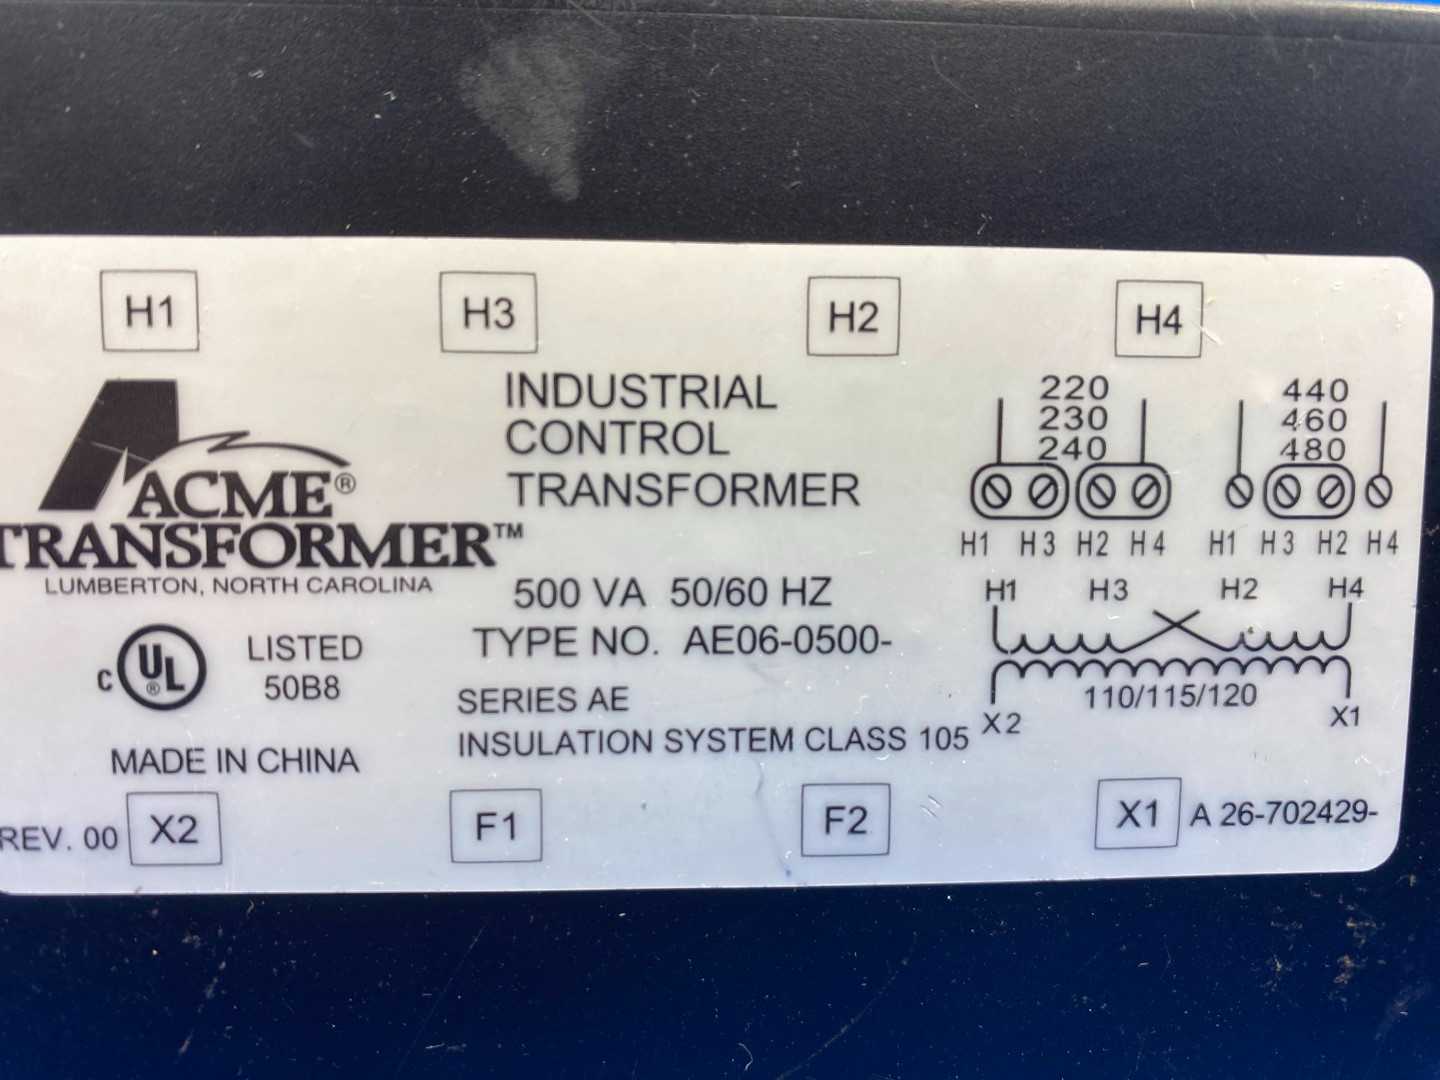 H1 H3 H2 H4
ACME®
TRANSFORMER™
LUMBERTON, NORTH CAROLINA
C UL® LISTED
50B8
MADE IN CHINA
INDUSTRIAL
CONTROL
TRANSFORMER
500 VA 50/60 HZ
TYPE NO. AE06-0500-
SERIES AE
INSULATION SYSTEM CLASS 105
220
230
240
H1 H3 H2 H4
440
460
480
H1 H3 H2 H4
H1 H3 H2 H4
110/115/120
X2 X1
REV. 00 X2 F1 F2 X1 A 26-702429-